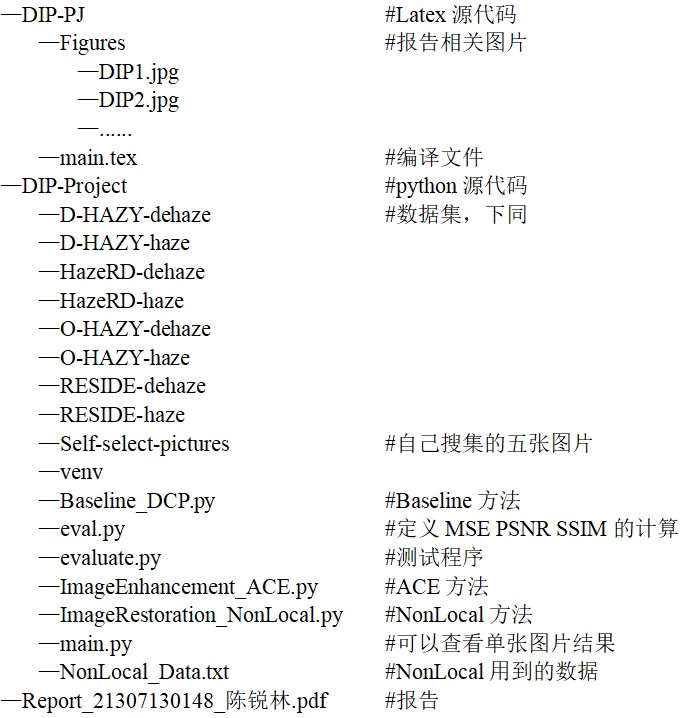 —DIP-PJ #Latex 源代码
—Figures #报告相关图片
—DIP1.jpg
—DIP2.jpg
—……
—main.tex #编译文件
—DIP-Project #python 源代码
—D-HAZY-dehaze #数据集，下同
—D-HAZY-haze
—HazeRD-dehaze
—HazeRD-haze
—O-HAZY-dehaze
—O-HAZY-haze
—RESIDE-dehaze
—RESIDE-haze
—Self-select-pictures #自己搜集的五张图片
—venv
—Baseline_DCP.py #Baseline 方法
—eval.py #定义 MSE PSNR SSIM 的计算
—evaluate.py #测试程序
—ImageEnhancement_ACE.py #ACE 方法
—ImageRestoration_NonLocal.py #NonLocal 方法
—main.py #可以查看单张图片结果
—NonLocal_Data.txt #NonLocal 用到的数据
—Report_21307130148_陈锐林.pdf #报告